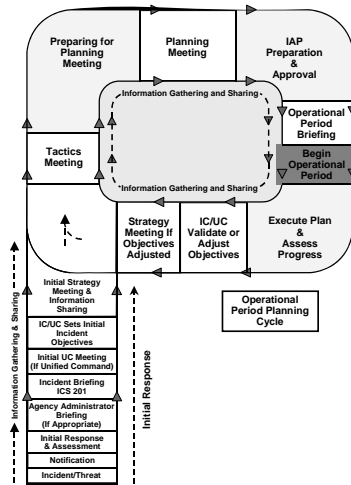 Preparing for
Planning
Meeting
Planning
Meeting
IAP
Preparation
&
Approval
Information Gathering and Sharing
Operational
Period
Briefing
Tactics
Meeting
Begin
Operational
Period
*Information Gathering and Sharing
Strategy
Meeting If
Objectives
Adjusted
IC/UC
Validate or
Adjust
Objectives
Execute Plan
&
Assess
Progress
Initial Strategy
Meeting &
Information
Sharing
IC/UC Sets Initial
Incident
Objectives
Initial UC Meeting
(If Unified Command)
Incident Briefing
ICS 201
Agency Administrator
Briefing
(If Appropriate)
Initial Response
& Assessment
Notification
Incident/Threat
Information Gathering & Sharing
Initial Response
Operational
Period Planning
Cycle